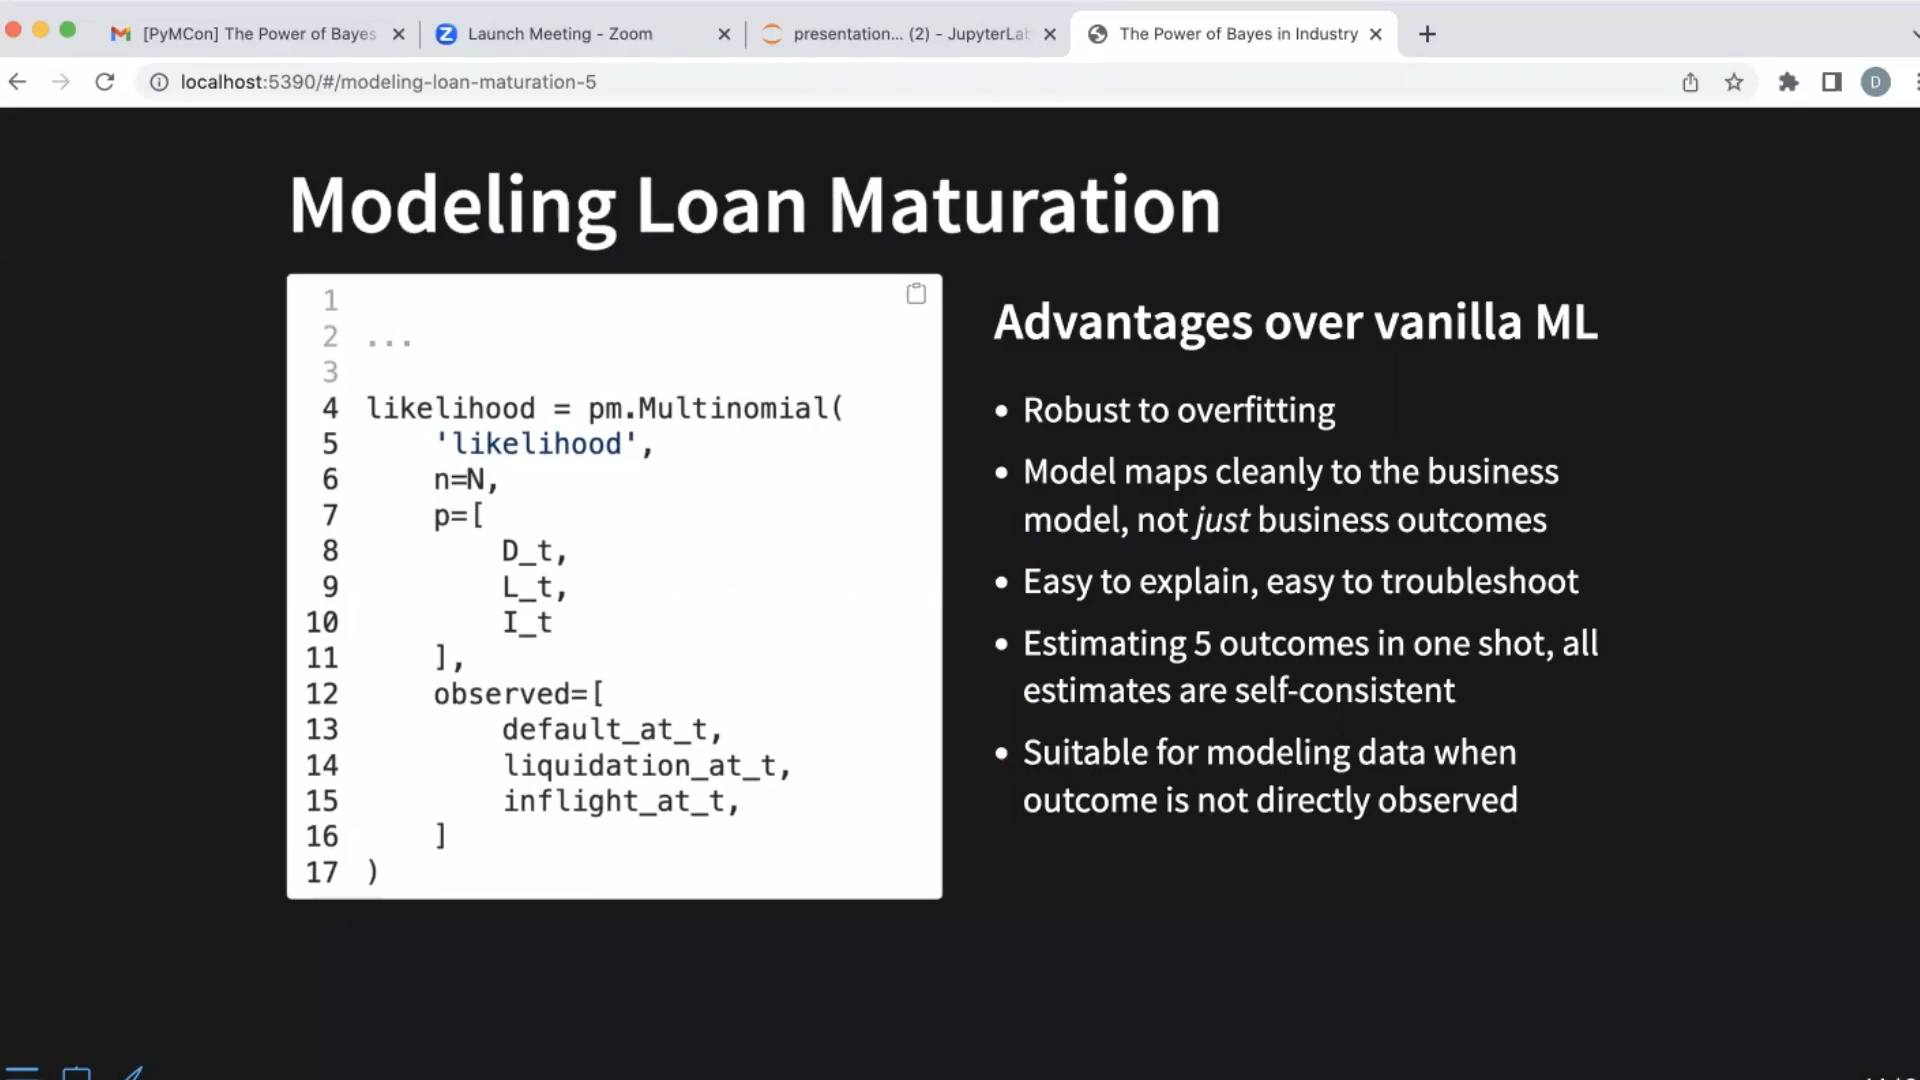 [PyMCon] The Power of Bayes
Launch Meeting - Zoom
presentation... (2) - JupyterLab
The Power of Bayes in Industry
localhost:5390/#/modeling-loan-maturation-5
D
Modeling Loan Maturation
1
2 ...
3
4 likelihood = pm.Multinomial(
5 'likelihood',
6 n=N,
7 p=[
8 D_t,
9 L_t,
10 I_t
11 ],
12 observed=[
13 default_at_t,
14 liquidation_at_t,
15 inflight_at_t,
16 ]
17 )
Advantages over vanilla ML
• Robust to overfitting
• Model maps cleanly to the business
model, not just business outcomes
• Easy to explain, easy to troubleshoot
• Estimating 5 outcomes in one shot, all
estimates are self-consistent
• Suitable for modeling data when
outcome is not directly observed